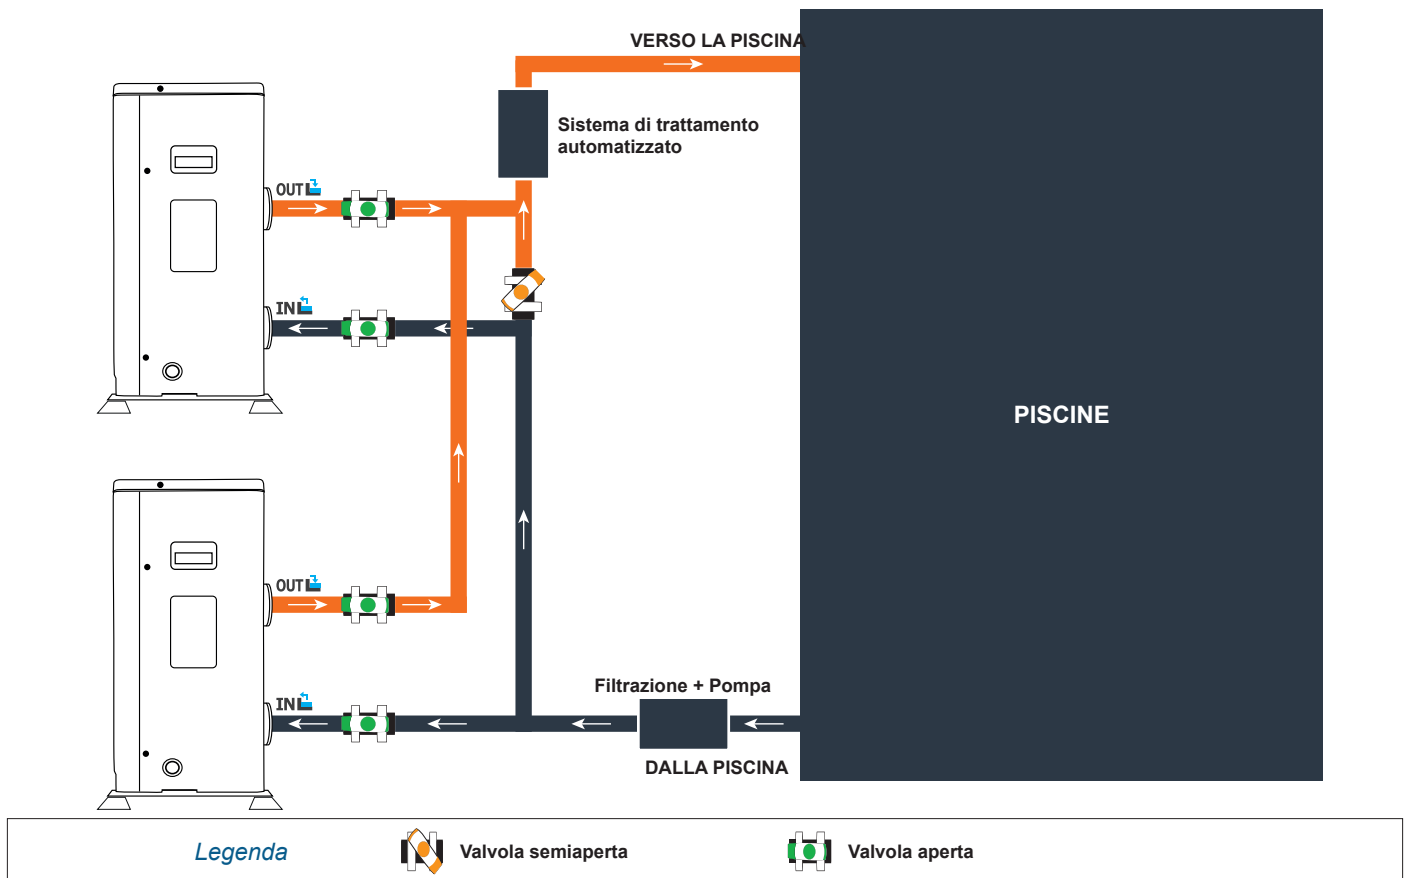 VERSO LA PISCINA
Sistema di trattamento
automatizzato
OUT
IN
PISCINE
OUT
Filtrazione + Pompa
IN
DALLA PISCINA
Legenda
Valvola semiaperta
Valvola aperta